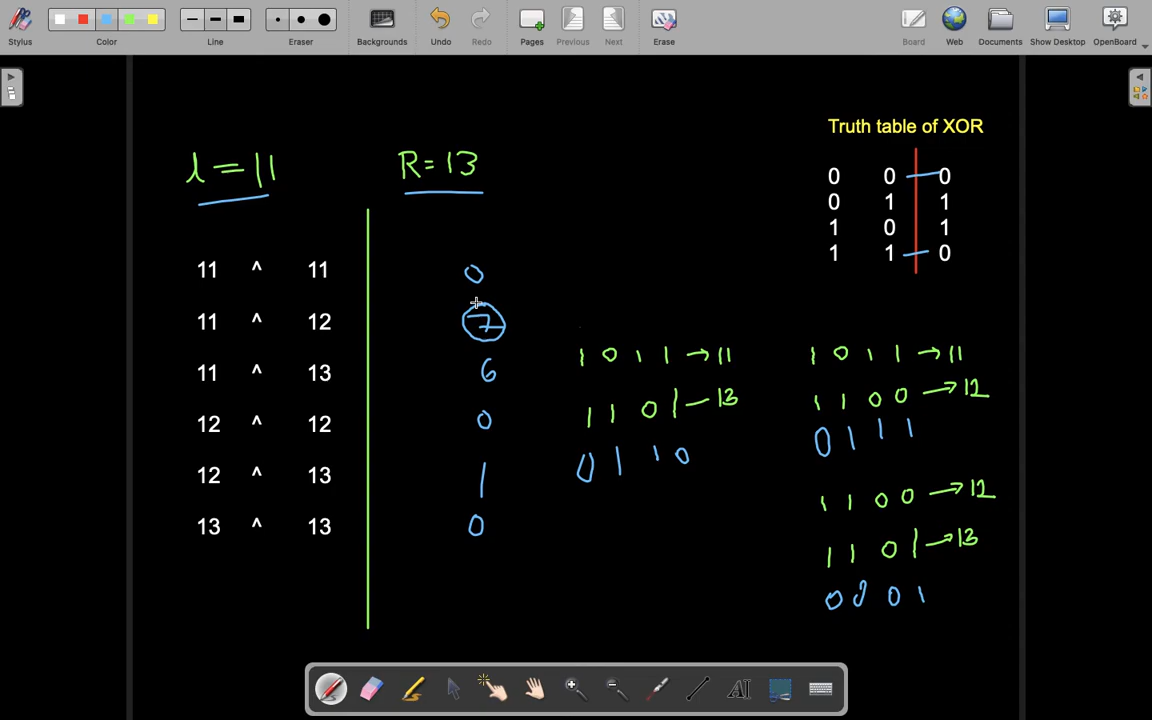 Stylus Color Line Eraser Backgrounds Undo Redo Pages Previous Next Erase Board Web Documents Show Desktop OpenBoard
Truth table of XOR
0 0 0
0 1 1
1 0 1
1 1 0
l = 11 R = 13
11 ^ 11 0
11 ^ 12 7
11 ^ 13 6
12 ^ 12 0
12 ^ 13 1
13 ^ 13 0
1 0 1 1 → 11
1 1 0 1 — 13
0 1 1 0
1 0 1 1 → 11
1 1 0 0 → 12
0 1 1 1
1 1 0 0 → 12
1 1 0 1 → 13
0 0 0 1